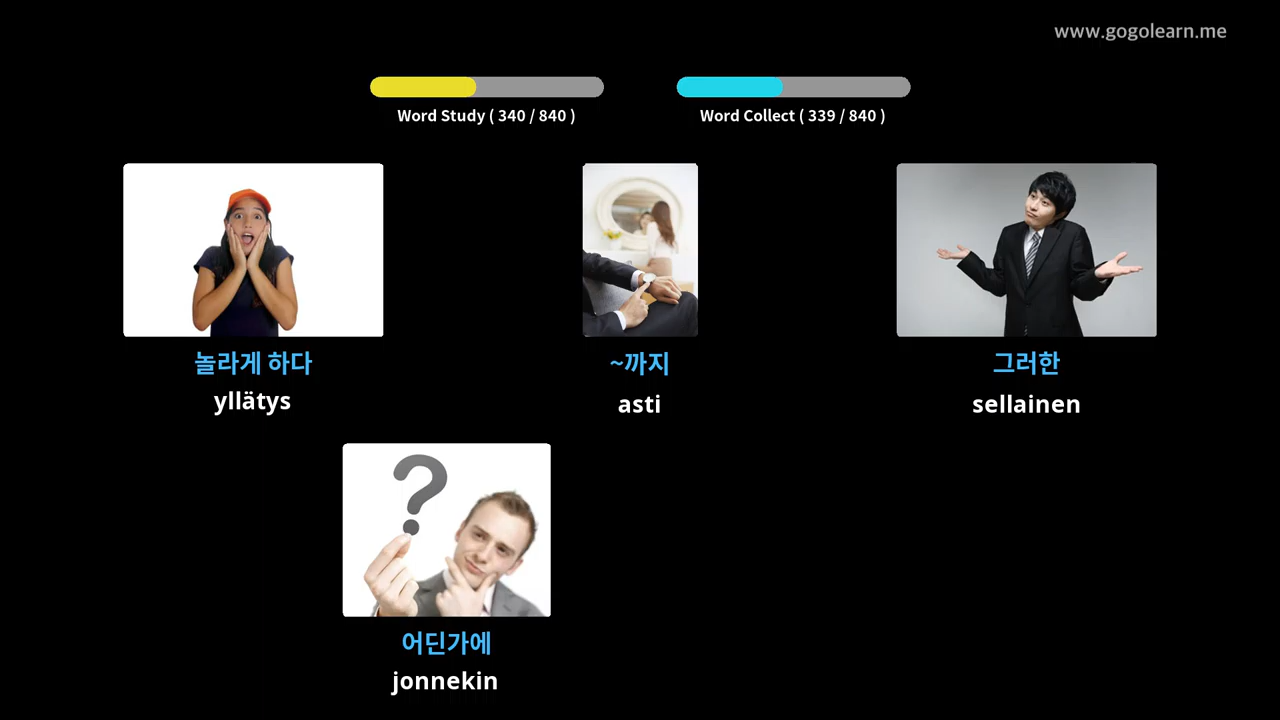 www.gogolearn.me
Word Study ( 340 / 840 )
Word Collect ( 339 / 840 )
놀라게 하다
yllätys
~까지
asti
그러한
sellainen
어딘가에
jonnekin